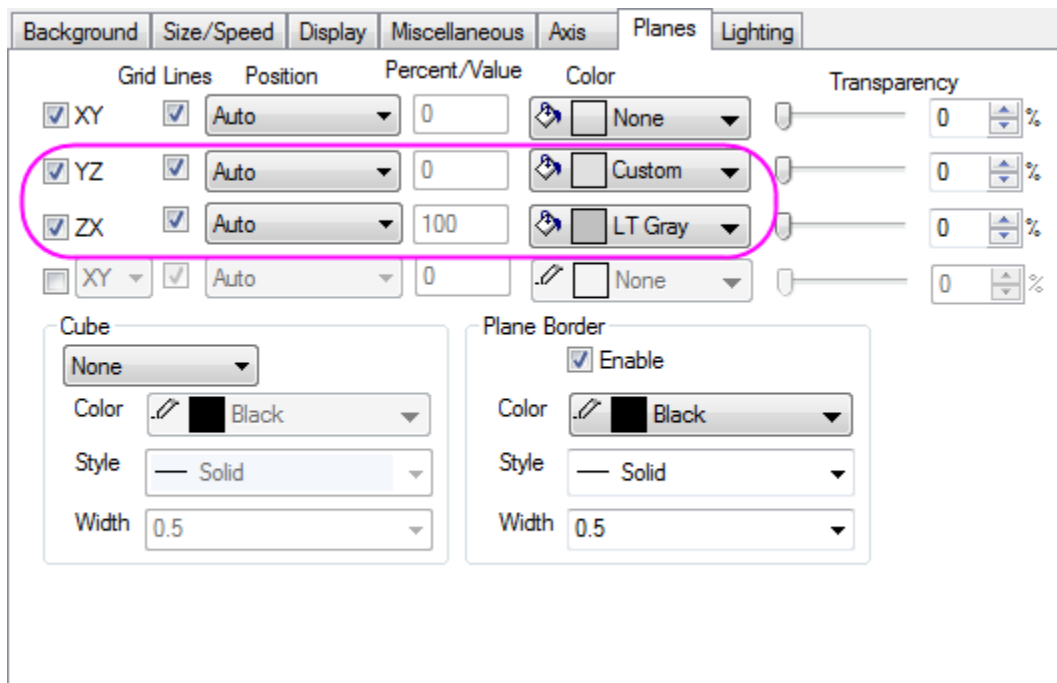 Background Size/Speed Display Miscellaneous Axis Planes Lighting
Grid Lines Position Percent/Value Color Transparency
XY Auto 0 None 0 %
YZ Auto 0 Custom 0 %
ZX Auto 100 LT Gray 0 %
XY Auto 0 None 0 %
Cube Plane Border
None Enable
Color Black Color Black
Style Solid Style Solid
Width 0.5 Width 0.5